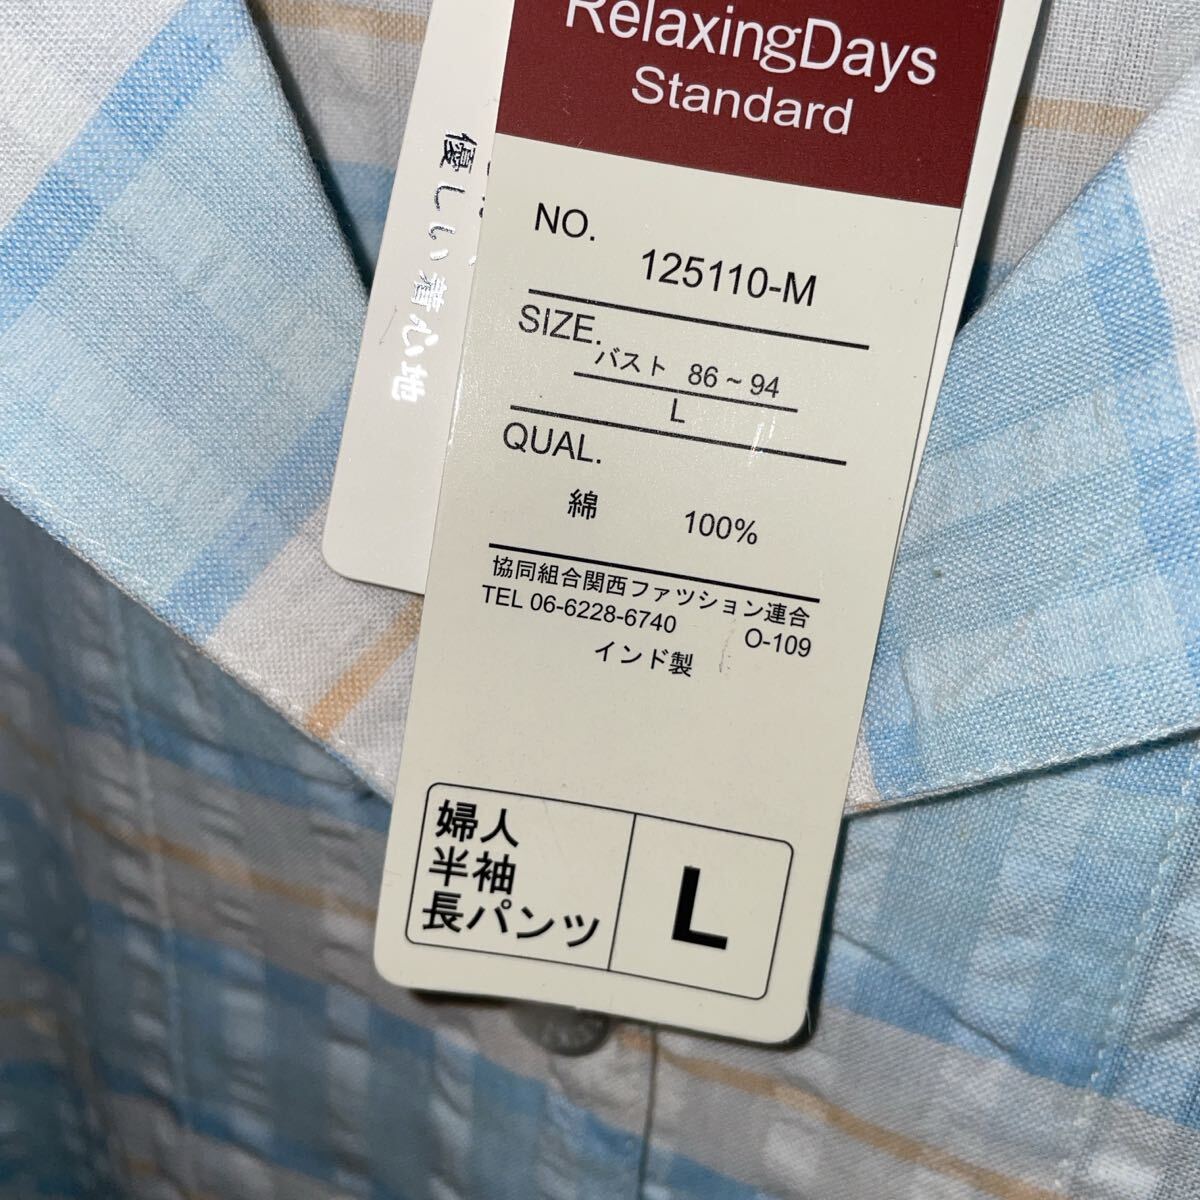 RelaxingDays
Standard
優しい着心地
NO.
125110-M
SIZE.
バスト 86 ~ 94
L
QUAL.
綿 100%
協同組合関西ファツション連合
TEL 06-6228-6740 O-109
インド製
婦人
半袖
長パンツ
L